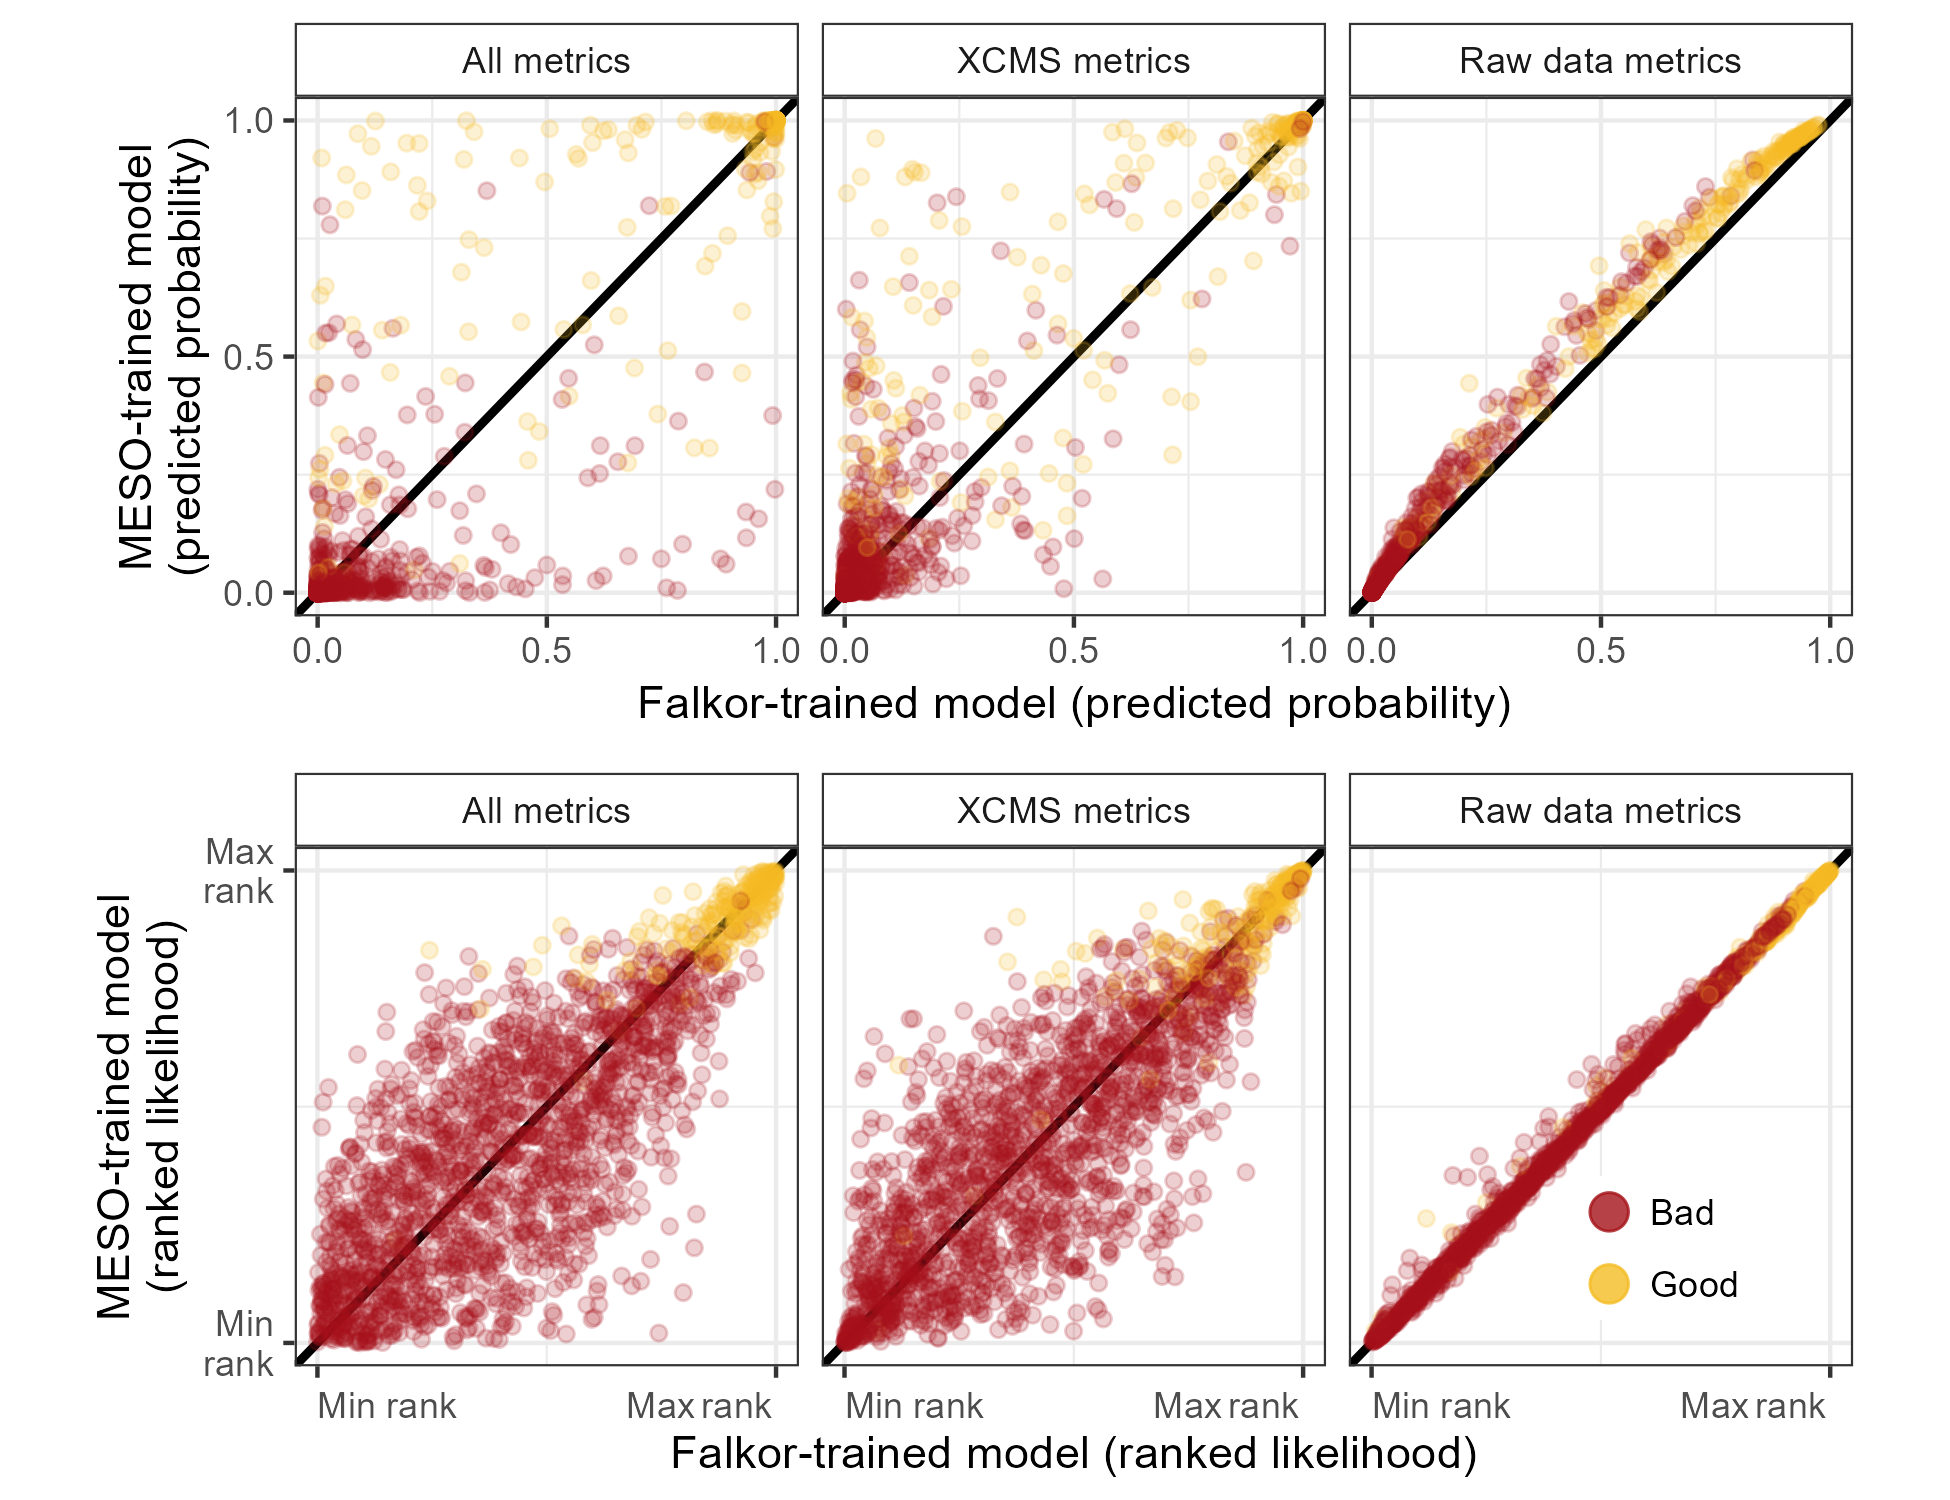 All metrics
XCMS metrics
Raw data metrics
MESO-trained model
(predicted probability)
1.0
0.5
0.0
0.0 0.5 1.0
0.0 0.5 1.0
0.0 0.5 1.0
Falkor-trained model (predicted probability)
All metrics
XCMS metrics
Raw data metrics
MESO-trained model
(ranked likelihood)
Max
rank
Min
rank
Bad
Good
Min rank Max rank
Min rank Max rank
Min rank Max rank
Falkor-trained model (ranked likelihood)